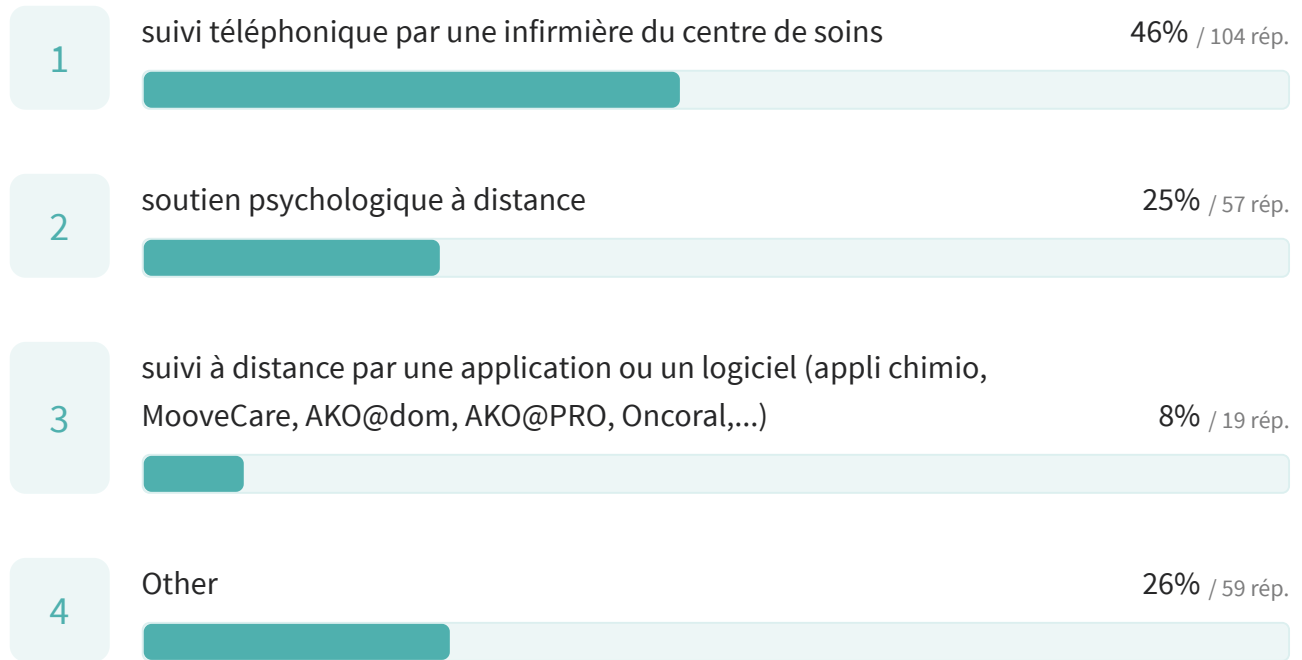 1
suivi téléphonique par une infirmière du centre de soins
46% / 104 rép.
2
soutien psychologique à distance
25% / 57 rép.
3
suivi à distance par une application ou un logiciel (appli chimio,
MooveCare, AKO@dom, AKO@PRO, Oncoral,...)
8% / 19 rép.
4
Other
26% / 59 rép.